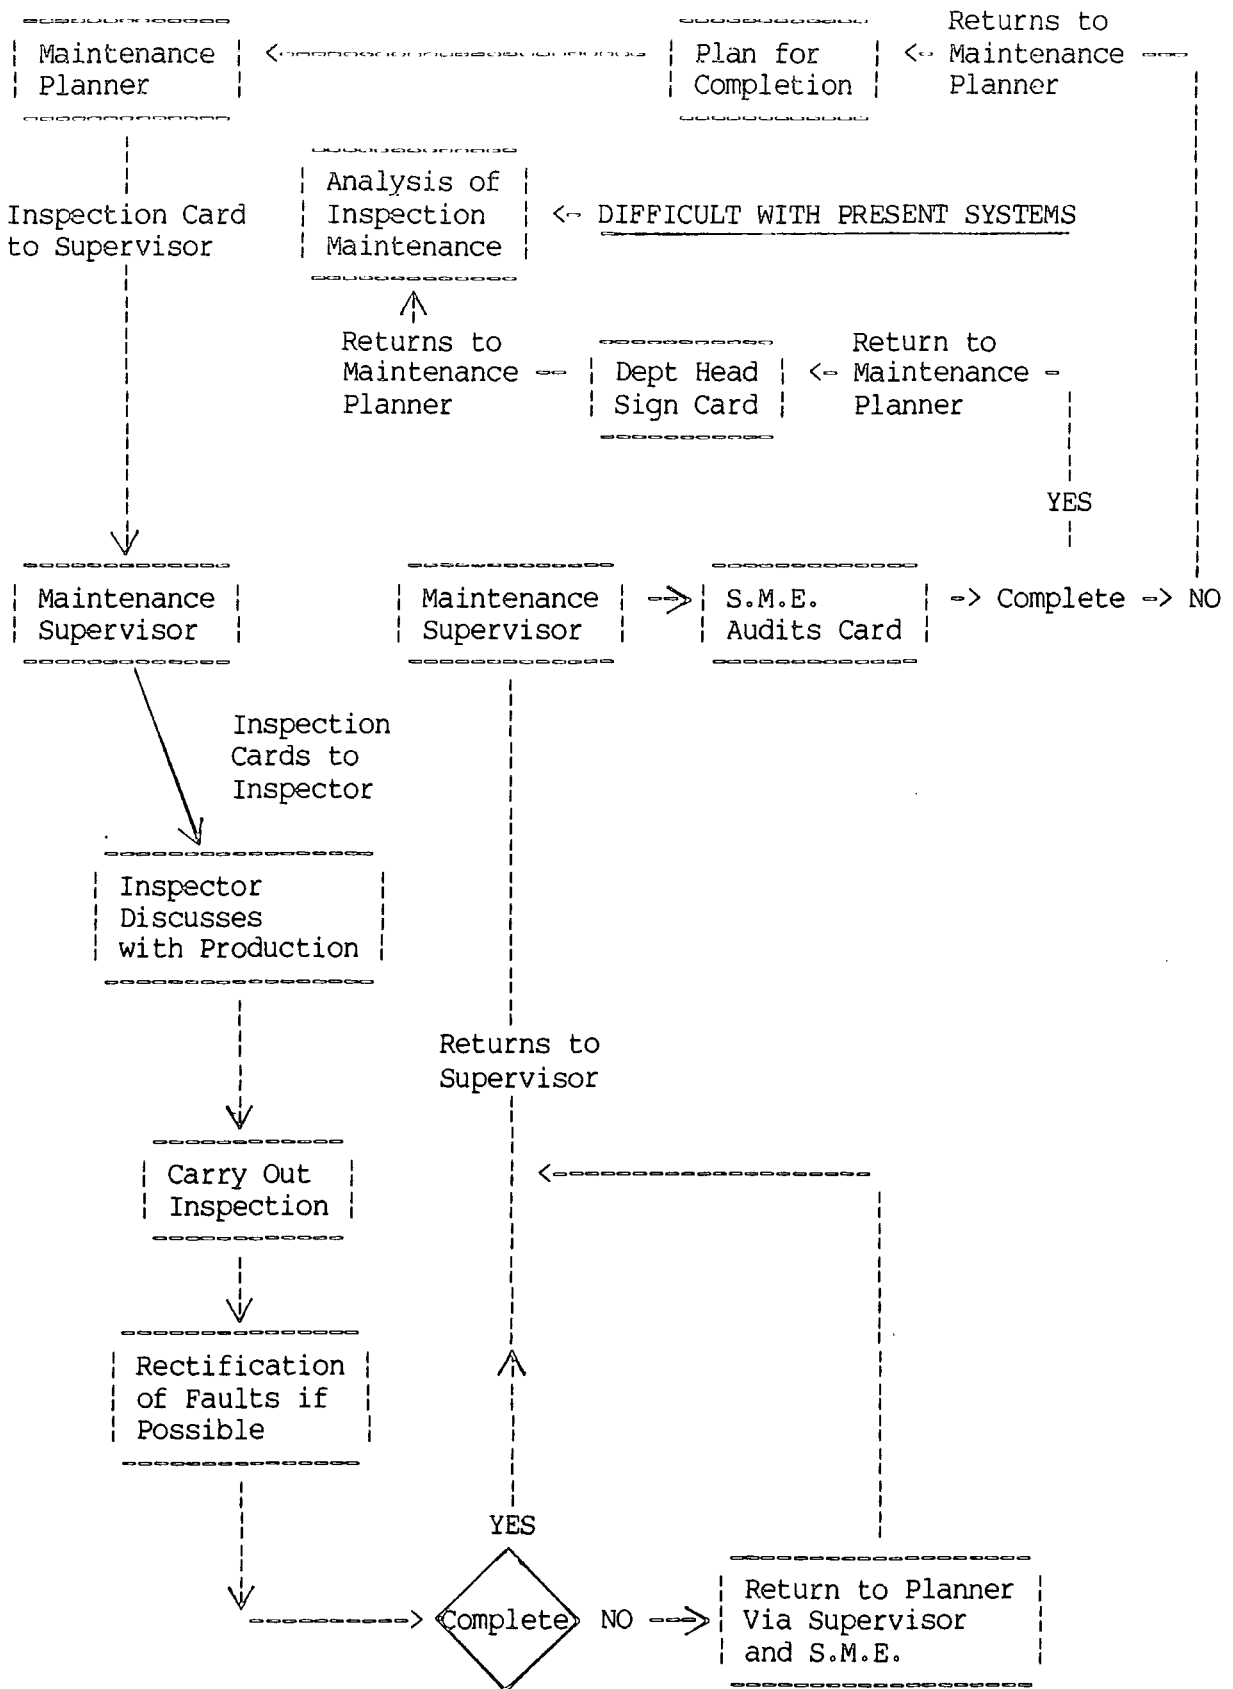 Maintenance
Planner
Plan for
Completion
Returns to
Maintenance
Planner
Inspection Card
to Supervisor
Analysis of
Inspection
Maintenance
DIFFICULT WITH PRESENT SYSTEMS
Returns to
Maintenance
Planner
Dept Head
Sign Card
Return to
Maintenance
Planner
YES
Maintenance
Supervisor
Maintenance
Supervisor
S.M.E.
Audits Card
Complete
NO
Inspection
Cards to
Inspector
Inspector
Discusses
with Production
Returns to
Supervisor
Carry Out
Inspection
Rectification
of Faults if
Possible
YES
Complete
NO
Return to Planner
Via Supervisor
and S.M.E.